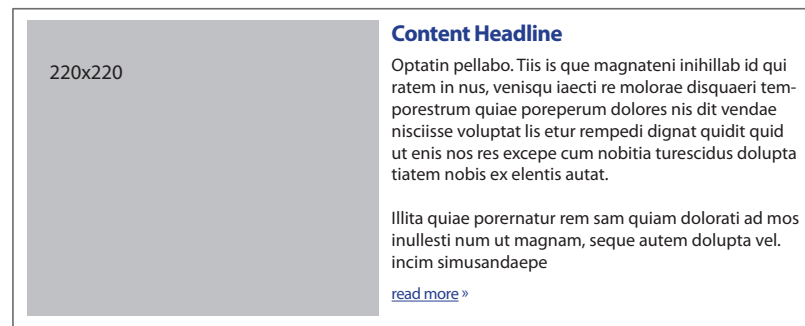 220x220
Content Headline
Optatin pellabo. Tiis is que magnateni inihillab id qui
ratem in nus, venisqu iaecti re molorae disquaeri tem-
porestrum quiae poreperum dolores nis dit vendae
nisciisse voluptat lis etur rempedi dignat quidit quid
ut enis nos res excepe cum nobitia turescidus dolupta
tiatem nobis ex elentis autat.
Illita quiae porernatur rem sam quiam dolorati ad mos
inullesti num ut magnam, seque autem dolupta vel.
incim simusandaepe
read more »